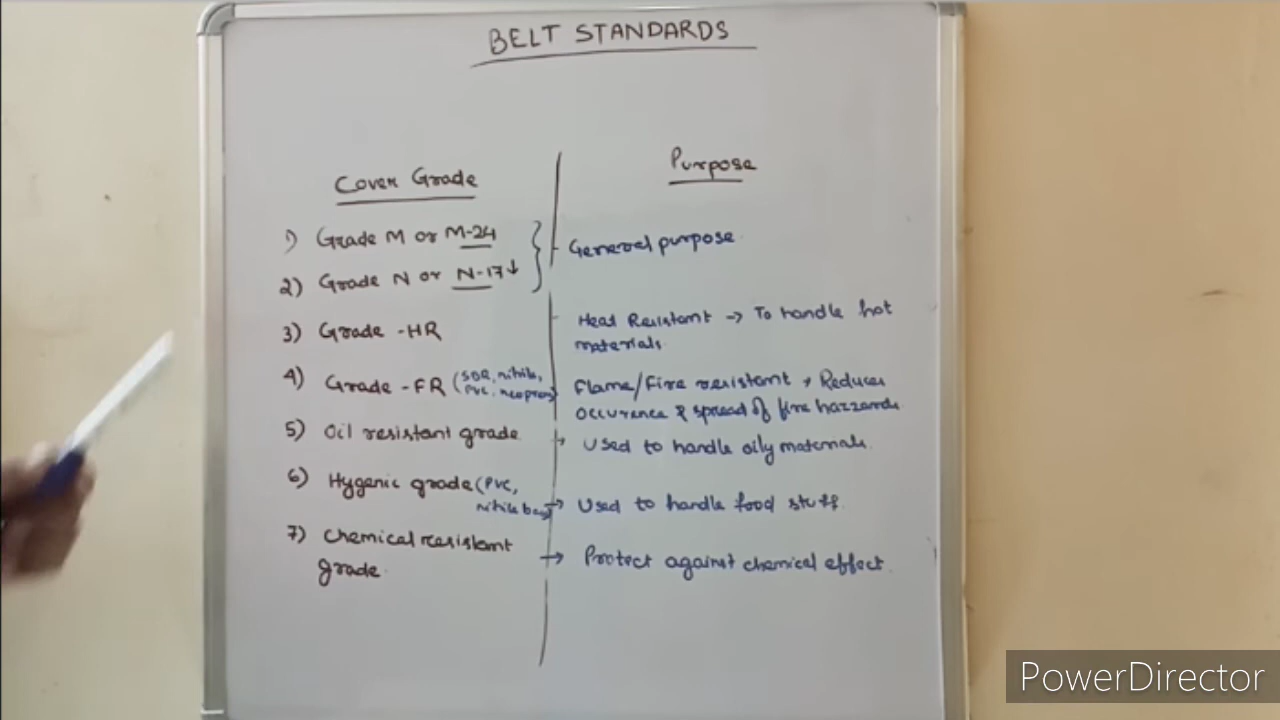 BELT STANDARDS
Cover Grade
Purpose
1) Grade M or M-24
General purpose
2) Grade N or N-17↓
3) Grade -HR
Heat Resistant → To handle hot
materials.
4) Grade -FR (SBR, nitrile,
PVC, neopren)
Flame/Fire resistant → Reduces
occurance & spread of fire hazzards
5) Oil resistant grade
→ Used to handle oily materials.
6) Hygenic grade (PVC,
nitrile
→ Used to handle food stuff.
7) Chemical resistant
grade.
→ Protect against chemical effect.
PowerDirector